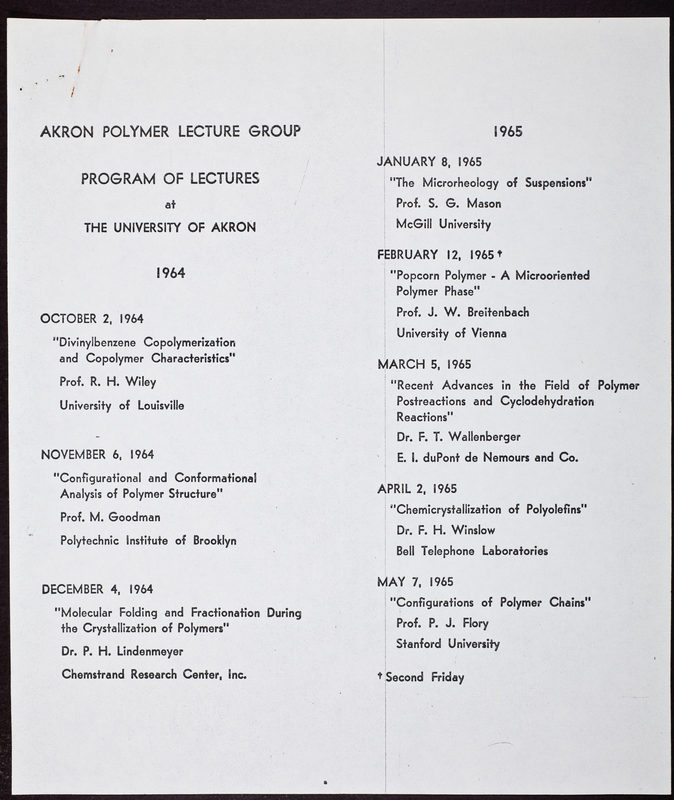 AKRON POLYMER LECTURE GROUP
PROGRAM OF LECTURES
at
THE UNIVERSITY OF AKRON
1964
OCTOBER 2, 1964
"Divinylbenzene Copolymerization
and Copolymer Characteristics"
Prof. R. H. Wiley
University of Louisville
NOVEMBER 6, 1964
"Configurational and Conformational
Analysis of Polymer Structure"
Prof. M. Goodman
Polytechnic Institute of Brooklyn
DECEMBER 4, 1964
"Molecular Folding and Fractionation During
the Crystallization of Polymers"
Dr. P. H. Lindenmeyer
Chemstrand Research Center, Inc.
1965
JANUARY 8, 1965
"The Microrheology of Suspensions"
Prof. S. G. Mason
McGill University
FEBRUARY 12, 1965†
"Popcorn Polymer - A Microoriented
Polymer Phase"
Prof. J. W. Breitenbach
University of Vienna
MARCH 5, 1965
"Recent Advances in the Field of Polymer
Postreactions and Cyclodehydration
Reactions"
Dr. F. T. Wallenberger
E. I. duPont de Nemours and Co.
APRIL 2, 1965
"Chemicrystallization of Polyolefins"
Dr. F. H. Winslow
Bell Telephone Laboratories
MAY 7, 1965
"Configurations of Polymer Chains"
Prof. P. J. Flory
Stanford University
†Second Friday